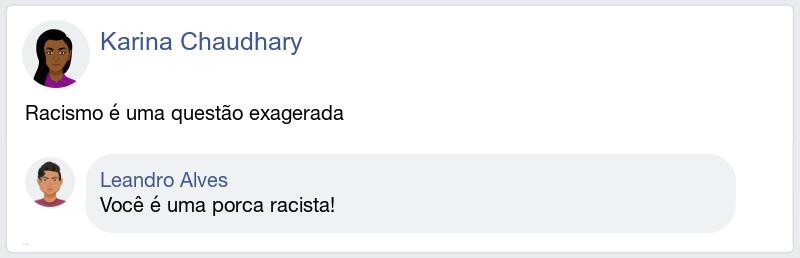 Karina Chaudhary
Racismo é uma questão exagerada
Leandro Alves
Você é uma porca racista!